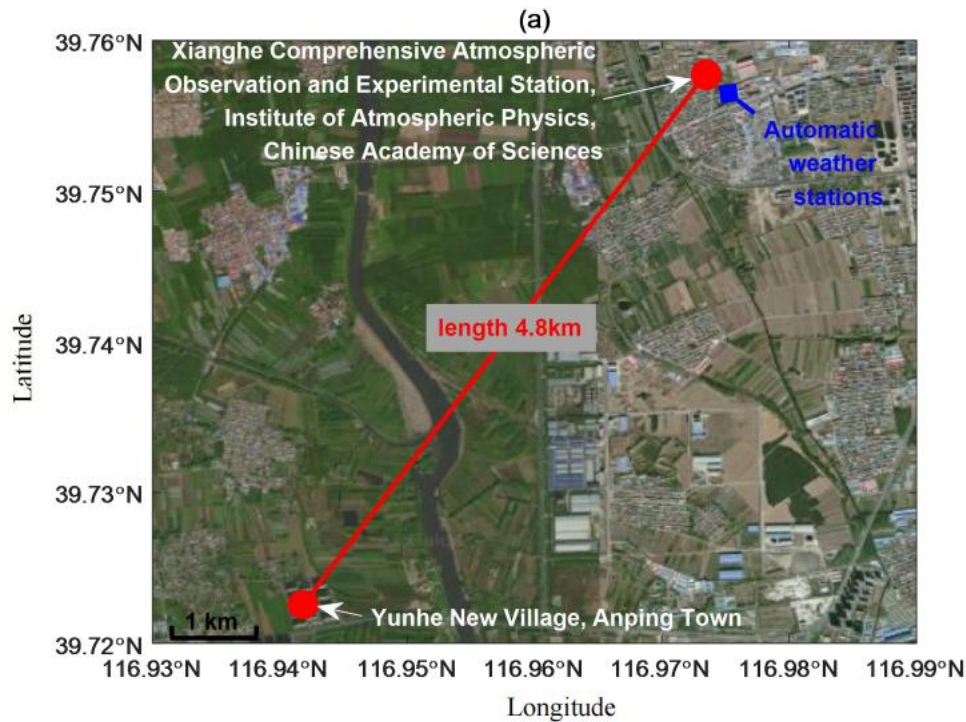 (a)
39.76°N
39.75°N
39.74°N
39.73°N
39.72°N
Latitude
Xianghe Comprehensive Atmospheric
Observation and Experimental Station,
Institute of Atmospheric Physics,
Chinese Academy of Sciences
Automatic
weather
stations
length 4.8km
Yunhe New Village, Anping Town
1 km
116.93°N
116.94°N
116.95°N
116.96°N
116.97°N
116.98°N
116.99°N
Longitude